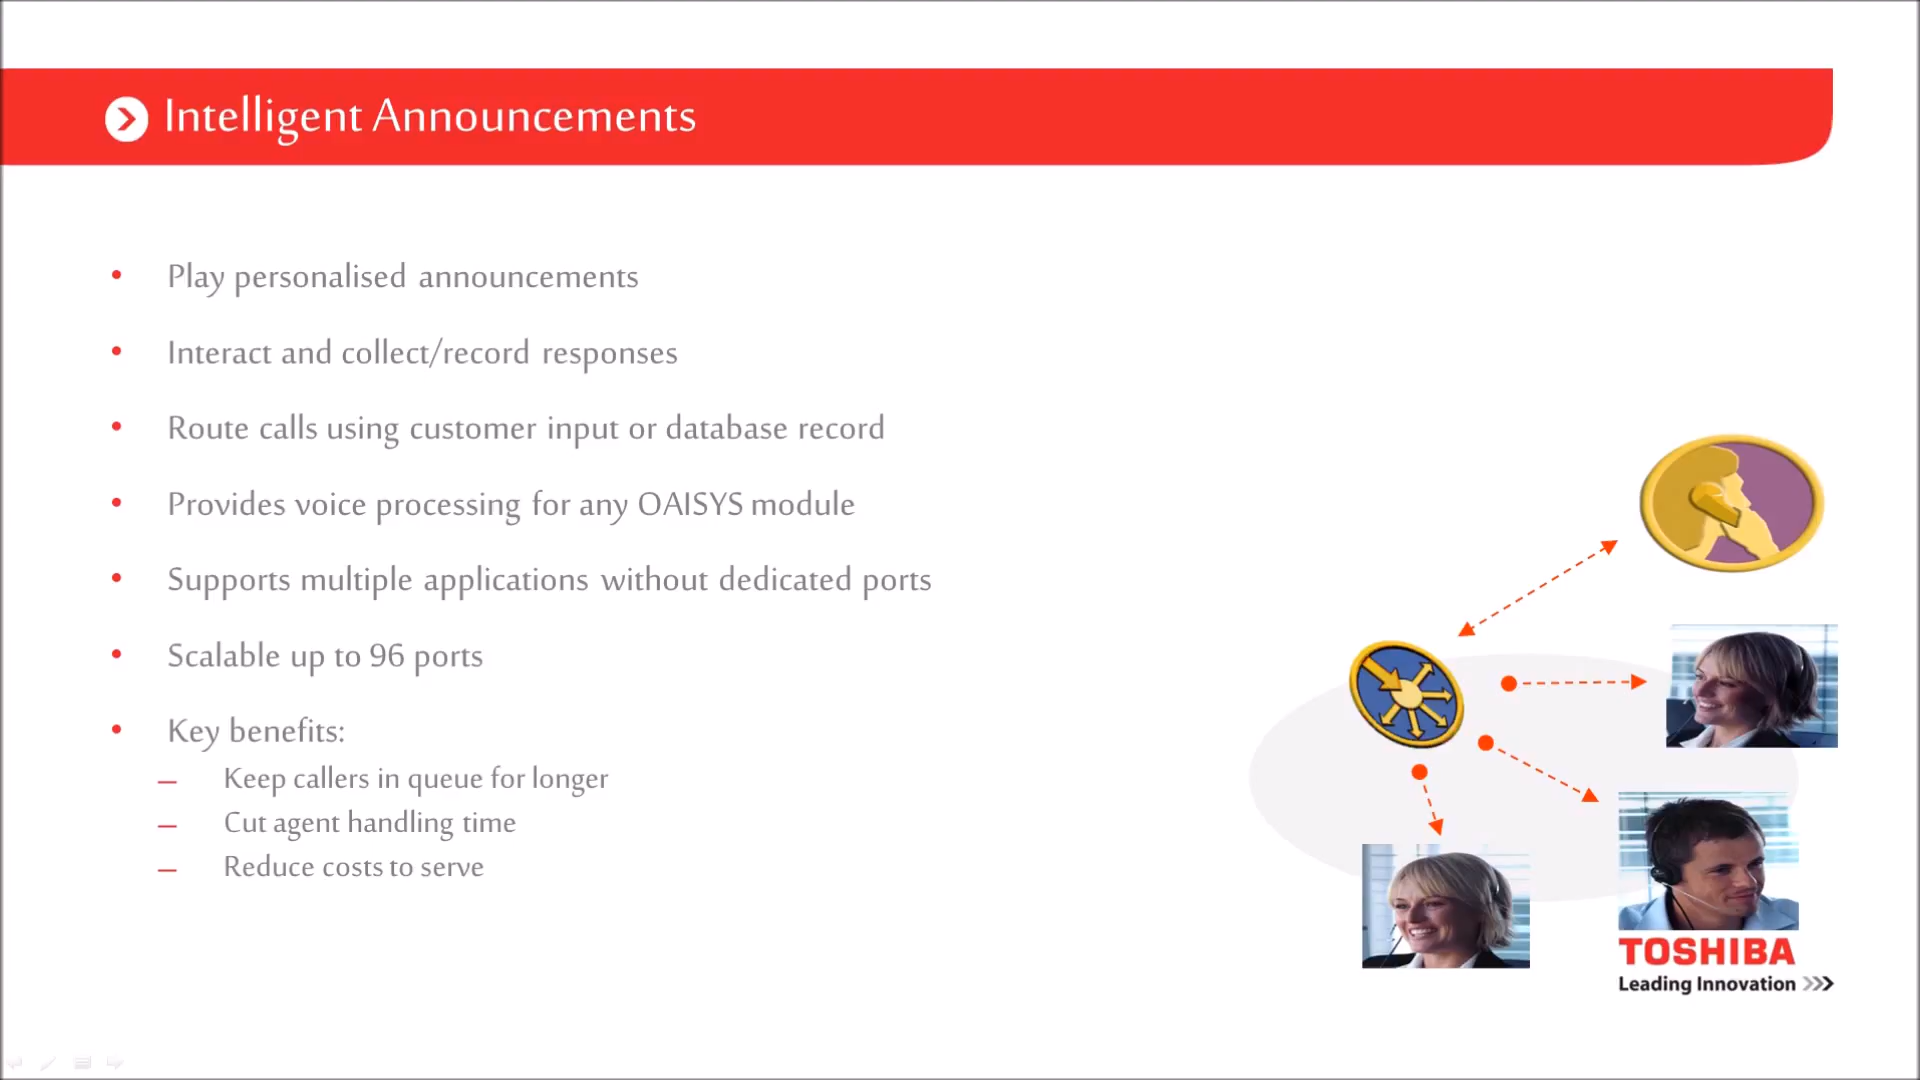 Intelligent Announcements
• Play personalised announcements
• Interact and collect/record responses
• Route calls using customer input or database record
• Provides voice processing for any OAISYS module
• Supports multiple applications without dedicated ports
• Scalable up to 96 ports
• Key benefits:
– Keep callers in queue for longer
– Cut agent handling time
– Reduce costs to serve
TOSHIBA
Leading Innovation